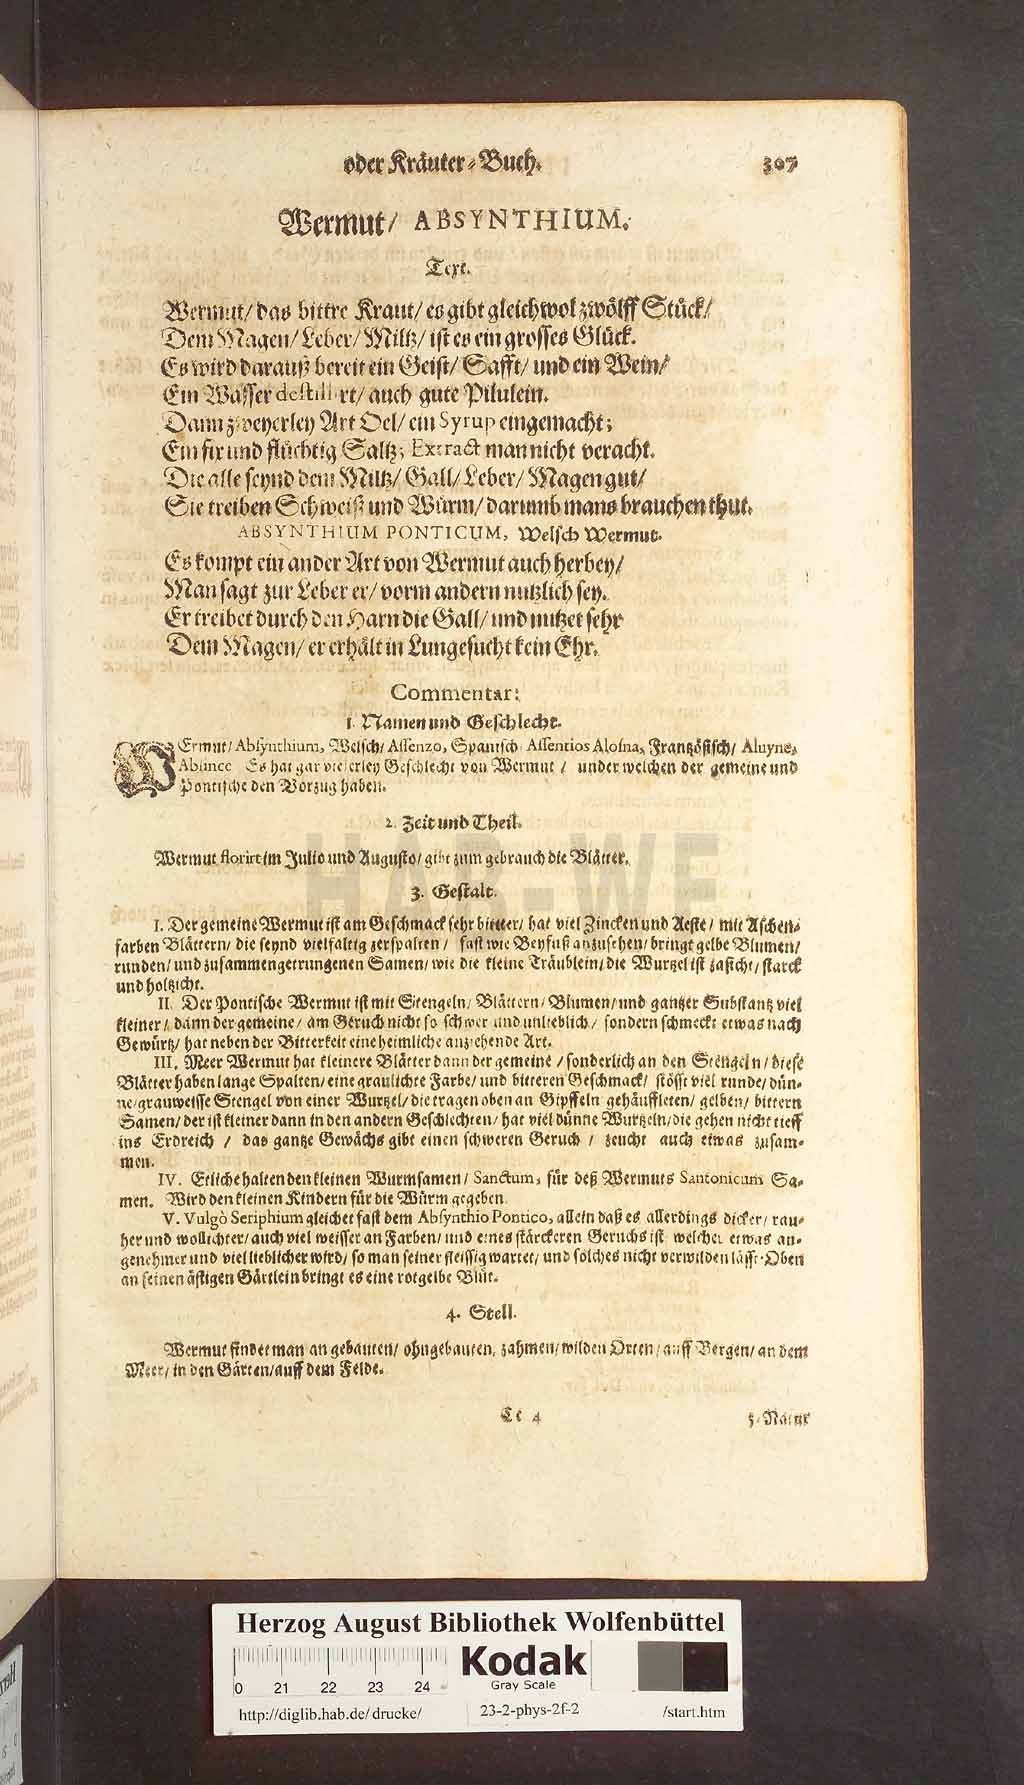 oder Kräuter-Buch. 307
Wermut/ ABSYNTHIUM.
Text.
Wermut/ das bittre Kraut/ es gibt gleichwol zwölff Stück/
Dem Magen/ Leber/ Miltz/ ist es ein grosses Glück.
Es wird darauß bereit ein Geist/ Safft/ und ein Wein/
Ein Wasser destillirt/ auch gute Pilulein.
Dann zweyerley Art Oel/ ein Syrup eingemacht;
Ein fix und flüchtig Saltz; Extract man nicht veracht.
Die alle seynd dem Miltz/ Gall/ Leber/ Magen gut/
Sie treiben Schweiß und Würm/ darumb mans brauchen thut.
ABSYNTHIUM PONTICUM, Welsch Wermut.
Es kompt ein ander Art von Wermut auch herbey/
Man sagt zur Leber er/ vorm andern nutzlich sey.
Er treibet durch den Harn die Gall/ und nutzet sehr
Dem Magen/ er erhält in Lungesucht kein Ehr.
Commentar:
1. Namen und Geschlecht.
WErmut/ Absynthium, Welsch/ Assenzo, Spanisch/ Assentios Alosna, Frantzösisch/ Aluyne,
Absince Es hat gar vielerley Geschlecht von Wermut/ under welchen der gemeine und
Pontische den Vorzug haben.
2. Zeit und Theil.
Wermut florirt im Julio und Augusto/ gibt zum gebrauch die Blätter.
3. Gestalt.
I. Der gemeine Wermut ist am Geschmack sehr bitter/ hat viel Zincken und Aeste/ mit Aschen-
farben Blättern/ die seynd vielfaltig zerspalten/ fast wie Beyfuß anzusehen/ bringt gelbe Blumen/
runden/ und zusammengetrungenen Samen/ wie die kleine Träublein/ die Wurtzel ist zasicht/ starck
und holtzicht.
II. Der Pontische Wermut ist mit Stengeln/ Blättern/ Blumen/ und gantzer Substantz viel
kleiner/ dann der gemeine/ am Geruch nicht so schwer und unlieblich/ sondern schmeckt etwas nach
Gewürtz/ hat neben der Bitterkeit eine heimliche anziehende Art.
III. Meer Wermut hat kleinere Blätter dann der gemeine/ sonderlich an den Stengeln/ diese
Blätter haben lange Spalten/ eine graulichte Farbe/ und bitteren Geschmack/ stösst viel runde/ dün-
ne/ grauweisse Stengel von einer Wurtzel/ die tragen oben an Gipffeln gehäuffleten/ gelben/ bittern
Samen/ der ist kleiner dann in den andern Geschlechten/ hat viel dünne Wurtzeln/ die gehen nicht tieff
ins Erdreich/ das gantze Gewächs gibt einen schweren Geruch/ zeucht auch etwas zusam-
men.
IV. Etliche halten den kleinen Wurmsamen/ Sanctum, für deß Wermuts Santonicum Sa-
men. Wird den kleinen Kindern für die Würm gegeben.
V. Vulgò Seriphium gleichet fast dem Absynthio Pontico, allein daß es allerdings dicker/ rau-
her und wollichter/ auch viel weisser an Farben/ und eines stärckeren Geruchs ist welcher etwas an-
genehmer und viel lieblicher wird/ so man seiner fleissig wartet/ und solches nicht verwilden lässt. Oben
an seinen ästigen Gärtlein bringt es eine rotgelbe Blüt.
4. Stell.
Wermut findet man an gebauten/ ohngebauten, zahmen/ wilden Orten/ auff Bergen/ an dem
Meer/ in den Gärten/ auff dem Felde.
Cc 4 5. Natur
HAB-WF
Herzog August Bibliothek Wolfenbüttel
0 21 22 23 24
Kodak
Gray Scale
http://diglib.hab.de/drucke/ 23-2-phys-2f-2 /start.htm